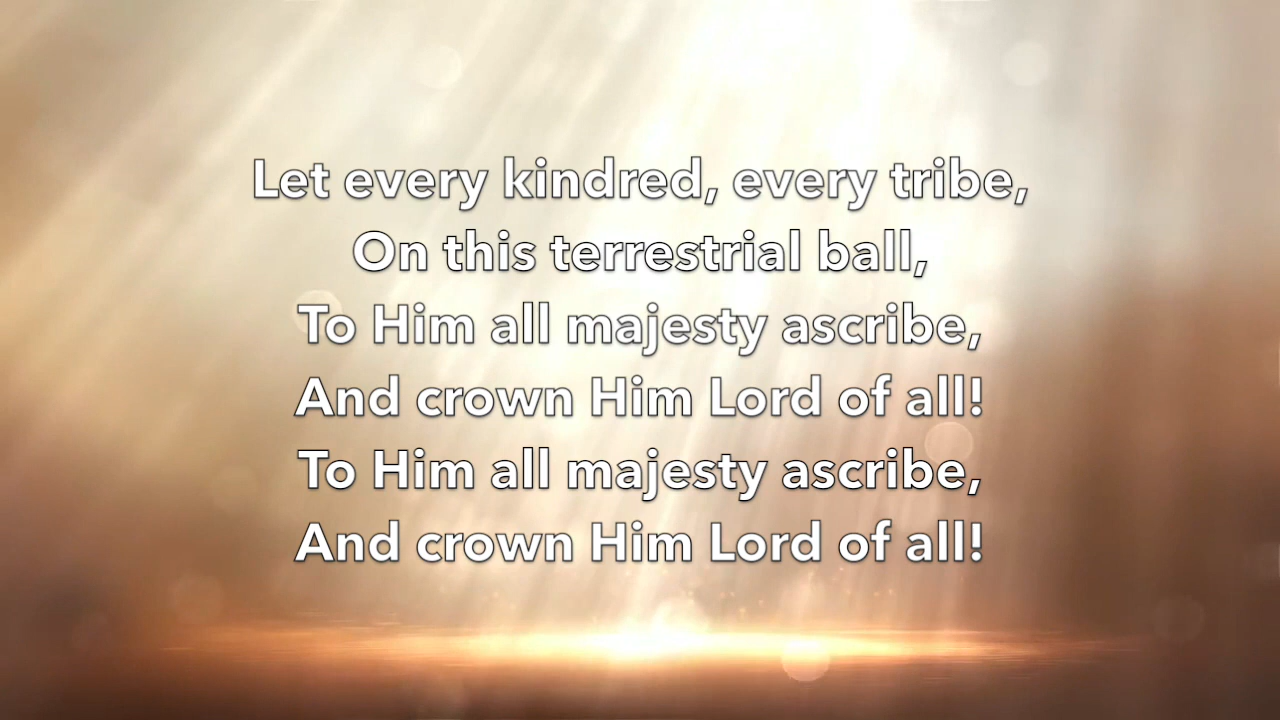 Let every kindred, every tribe,
On this terrestrial ball,
To Him all majesty ascribe,
And crown Him Lord of all!
To Him all majesty ascribe,
And crown Him Lord of all!